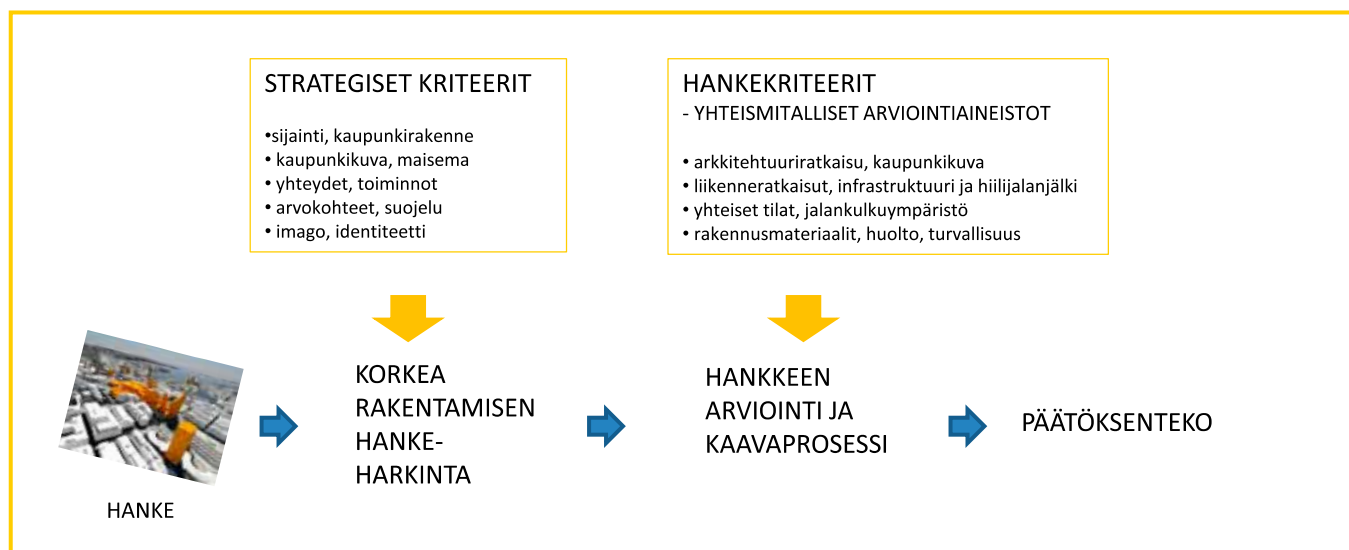 STRATEGISET KRITEERIT
•sijainti, kaupunkirakenne
• kaupunkikuva, maisema
• yhteydet, toiminnot
• arvokohteet, suojelu
• imago, identiteetti
HANKEKRITEERIT
- YHTEISMITALLISET ARVIOINTIAINEISTOT
• arkkitehtuuriratkaisu, kaupunkikuva
• liikenneratkaisut, infrastruktuuri ja hiilijalanjälki
• yhteiset tilat, jalankulkuympäristö
• rakennusmateriaalit, huolto, turvallisuus
HANKE
KORKEA
RAKENTAMISEN
HANKE-
HARKINTA
HANKKEEN
ARVIOINTI JA
KAAVAPROSESSI
PÄÄTÖKSENTEKO